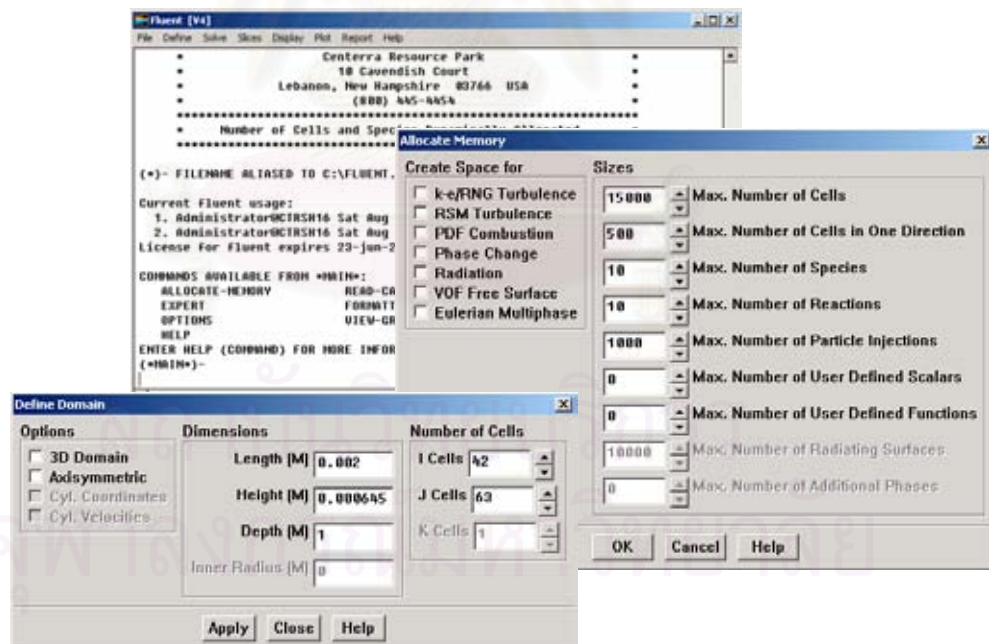 Fluent [V4]
File Define Solve Slices Display Plot Report Help
* Centerra Resource Park *
* 10 Cavendish Court *
* Lebanon, New Hampshire 03766 USA *
* (800) 445-4454 *
* Number of Cells and Species Dynamically Allocated *
(*)- FILENAME ALIASED TO C:\FLUENT.
Current Fluent usage:
1. Administrator@CTRSH16 Sat Aug
2. Administrator@CTRSH16 Sat Aug
License for fluent expires 23-jun-2
COMMANDS AVAILABLE FROM *MAIN*:
ALLOCATE-MEMORY READ-CA
EXPERT FORMATT
OPTIONS VIEW-GR
HELP
ENTER HELP (COMMAND) FOR MORE INFOR
(*MAIN*)-
Allocate Memory
Create Space for
k-e/RNG Turbulence
RSM Turbulence
PDF Combustion
Phase Change
Radiation
VOF Free Surface
Eulerian Multiphase
Sizes
15000 Max. Number of Cells
500 Max. Number of Cells in One Direction
10 Max. Number of Species
10 Max. Number of Reactions
1000 Max. Number of Particle Injections
0 Max. Number of User Defined Scalars
0 Max. Number of User Defined Functions
10000 Max. Number of Radiating Surfaces
0 Max. Number of Additional Phases
OK Cancel Help
Define Domain
Options
3D Domain
Axisymmetric
Cyl. Coordinates
Cyl. Velocities
Dimensions
Length (M) 0.002
Height (M) 0.000645
Depth (M) 1
Inner Radius (M) 0
Number of Cells
I Cells 42
J Cells 63
K Cells 1
Apply Close Help